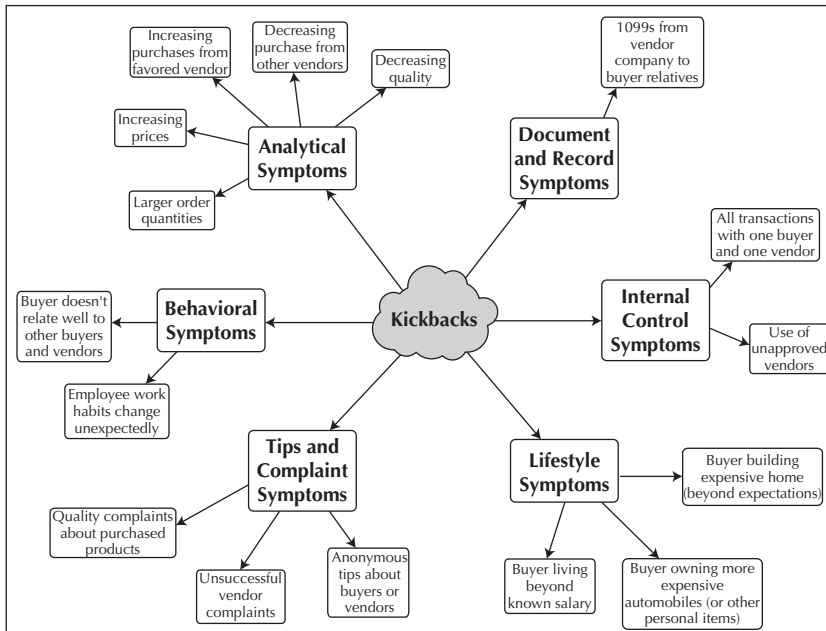 Increasing
purchases from
favored vendor
Decreasing
purchase from
other vendors
Decreasing
quality
Increasing
prices
Analytical
Symptoms
Larger order
quantities
1099s from
vendor
company to
buyer relatives
Document
and Record
Symptoms
All transactions
with one buyer
and one vendor
Internal
Control
Symptoms
Use of
unapproved
vendors
Kickbacks
Behavioral
Symptoms
Buyer doesn't
relate well to
other buyers
and vendors
Employee work
habits change
unexpectedly
Tips and
Complaint
Symptoms
Quality complaints
about purchased
products
Unsuccessful
vendor
complaints
Anonymous
tips about
buyers or
vendors
Lifestyle
Symptoms
Buyer building
expensive home
(beyond expectations)
Buyer living
beyond
known salary
Buyer owning more
expensive
automobiles (or other
personal items)